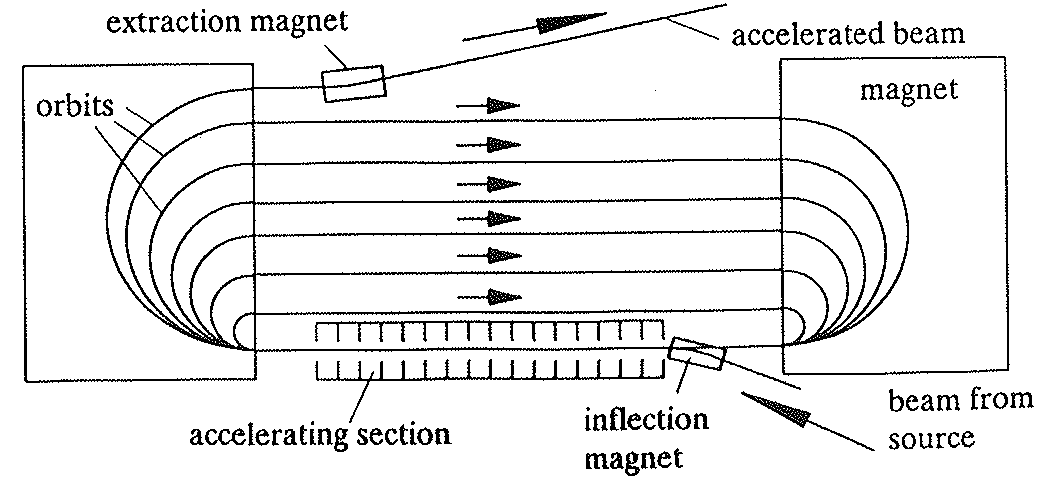 extraction magnet
accelerated beam
magnet
orbits
accelerating section
inflection
magnet
beam from
source